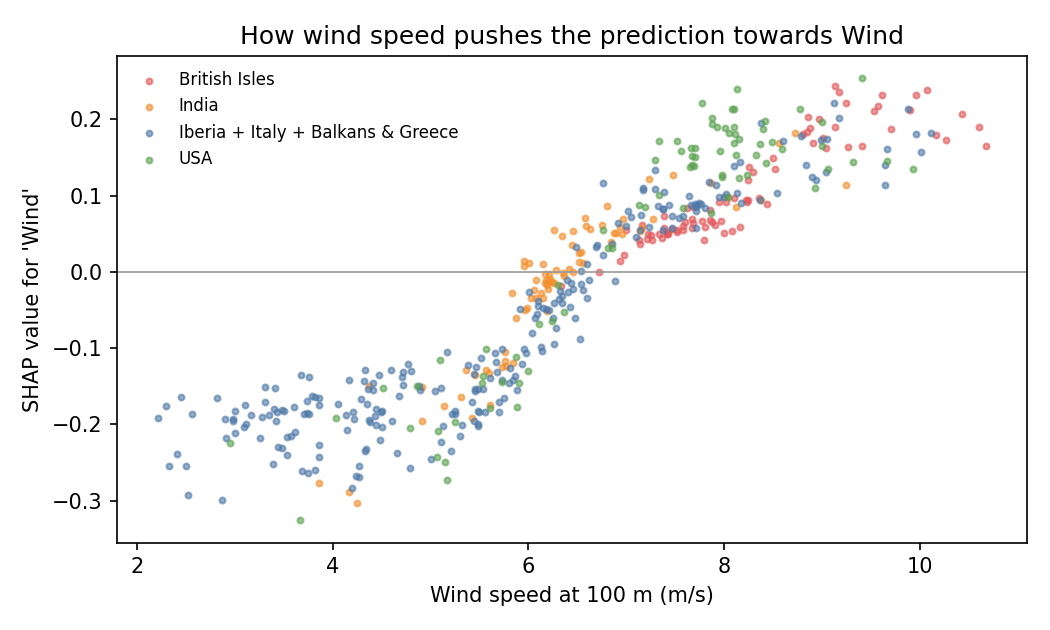 How wind speed pushes the prediction towards Wind
British Isles
India
Iberia + Italy + Balkans & Greece
USA
SHAP value for 'Wind'
0.2
0.1
0.0
−0.1
−0.2
−0.3
2 4 6 8 10
Wind speed at 100 m (m/s)